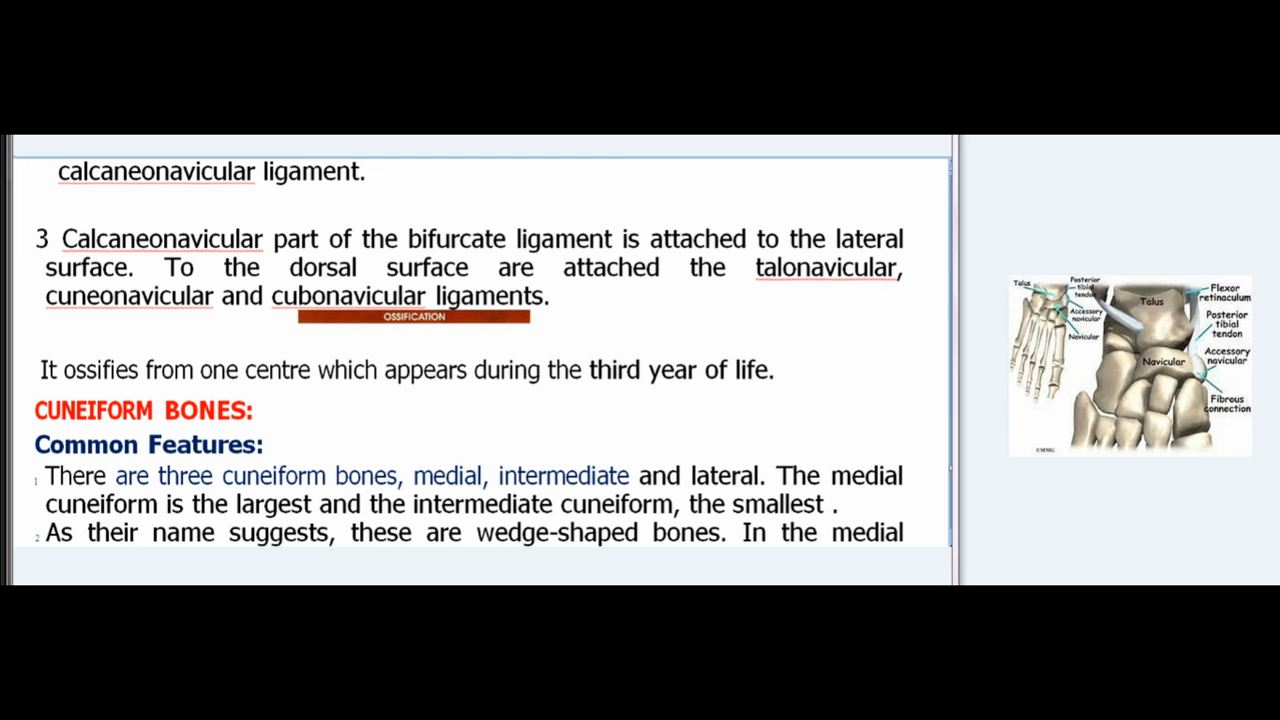 calcaneonavicular ligament.
3 Calcaneonavicular part of the bifurcate ligament is attached to the lateral
surface. To the dorsal surface are attached the talonavicular,
cuneonavicular and cubonavicular ligaments.
OSSIFICATION
It ossifies from one centre which appears during the third year of life.
CUNEIFORM BONES:
Common Features:
1 There are three cuneiform bones, medial, intermediate and lateral. The medial
cuneiform is the largest and the intermediate cuneiform, the smallest .
2 As their name suggests, these are wedge-shaped bones. In the medial
Talus
Posterior
tibial
tendon
Accessory
navicular
Navicular
Talus
Navicular
Flexor
retinaculum
Posterior
tibial
tendon
Accessory
navicular
Fibrous
connection